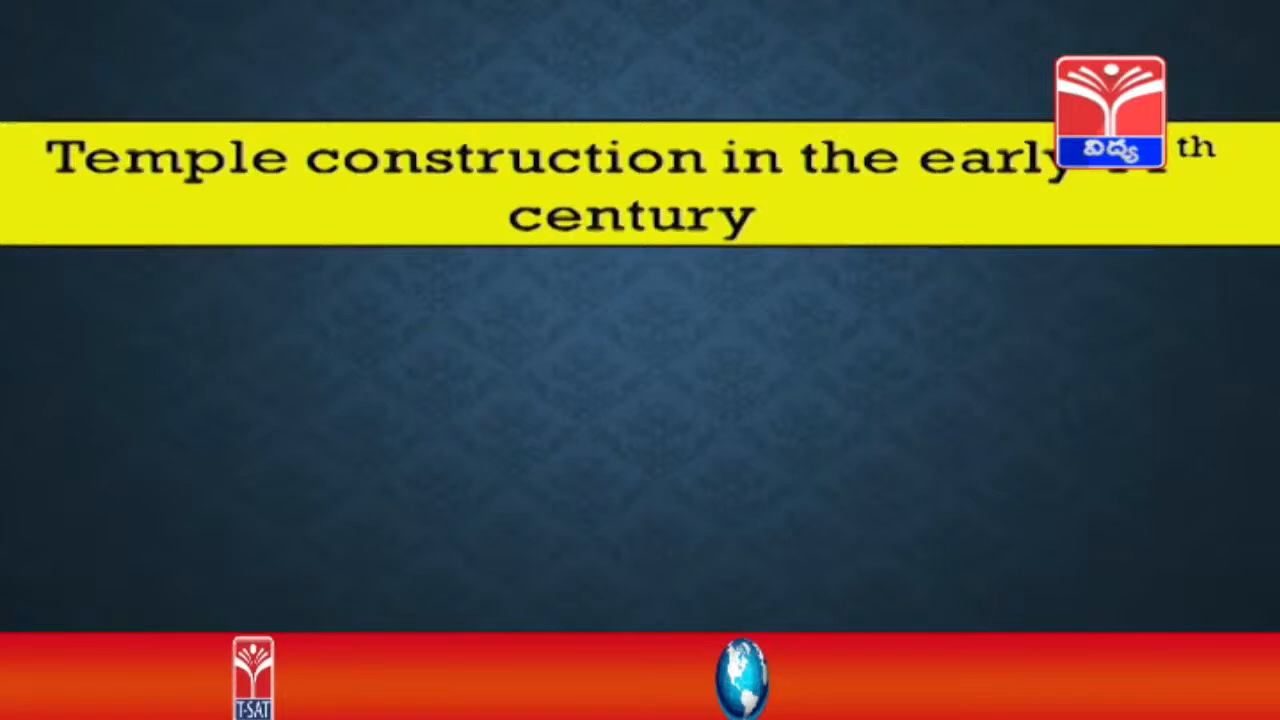 Temple construction in the early th
century
విద్య
T-SAT